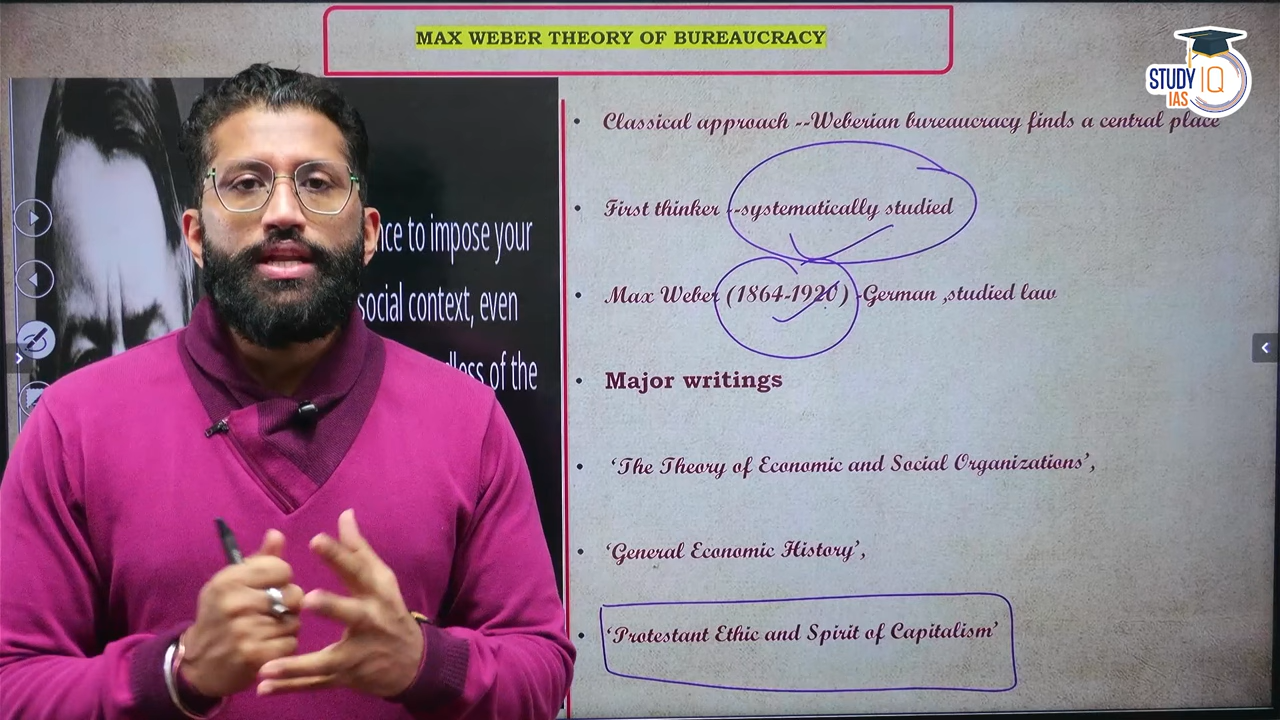 MAX WEBER THEORY OF BUREAUCRACY
STUDY IQ
IAS
nce to impose your
social context, even
dless of the
• Classical approach --Weberian bureaucracy finds a central place
• First thinker --systematically studied
• Max Weber (1864-1920) -German ,studied law
• Major writings
• ‘The Theory of Economic and Social Organizations’,
• ‘General Economic History’,
• ‘Protestant Ethic and Spirit of Capitalism’